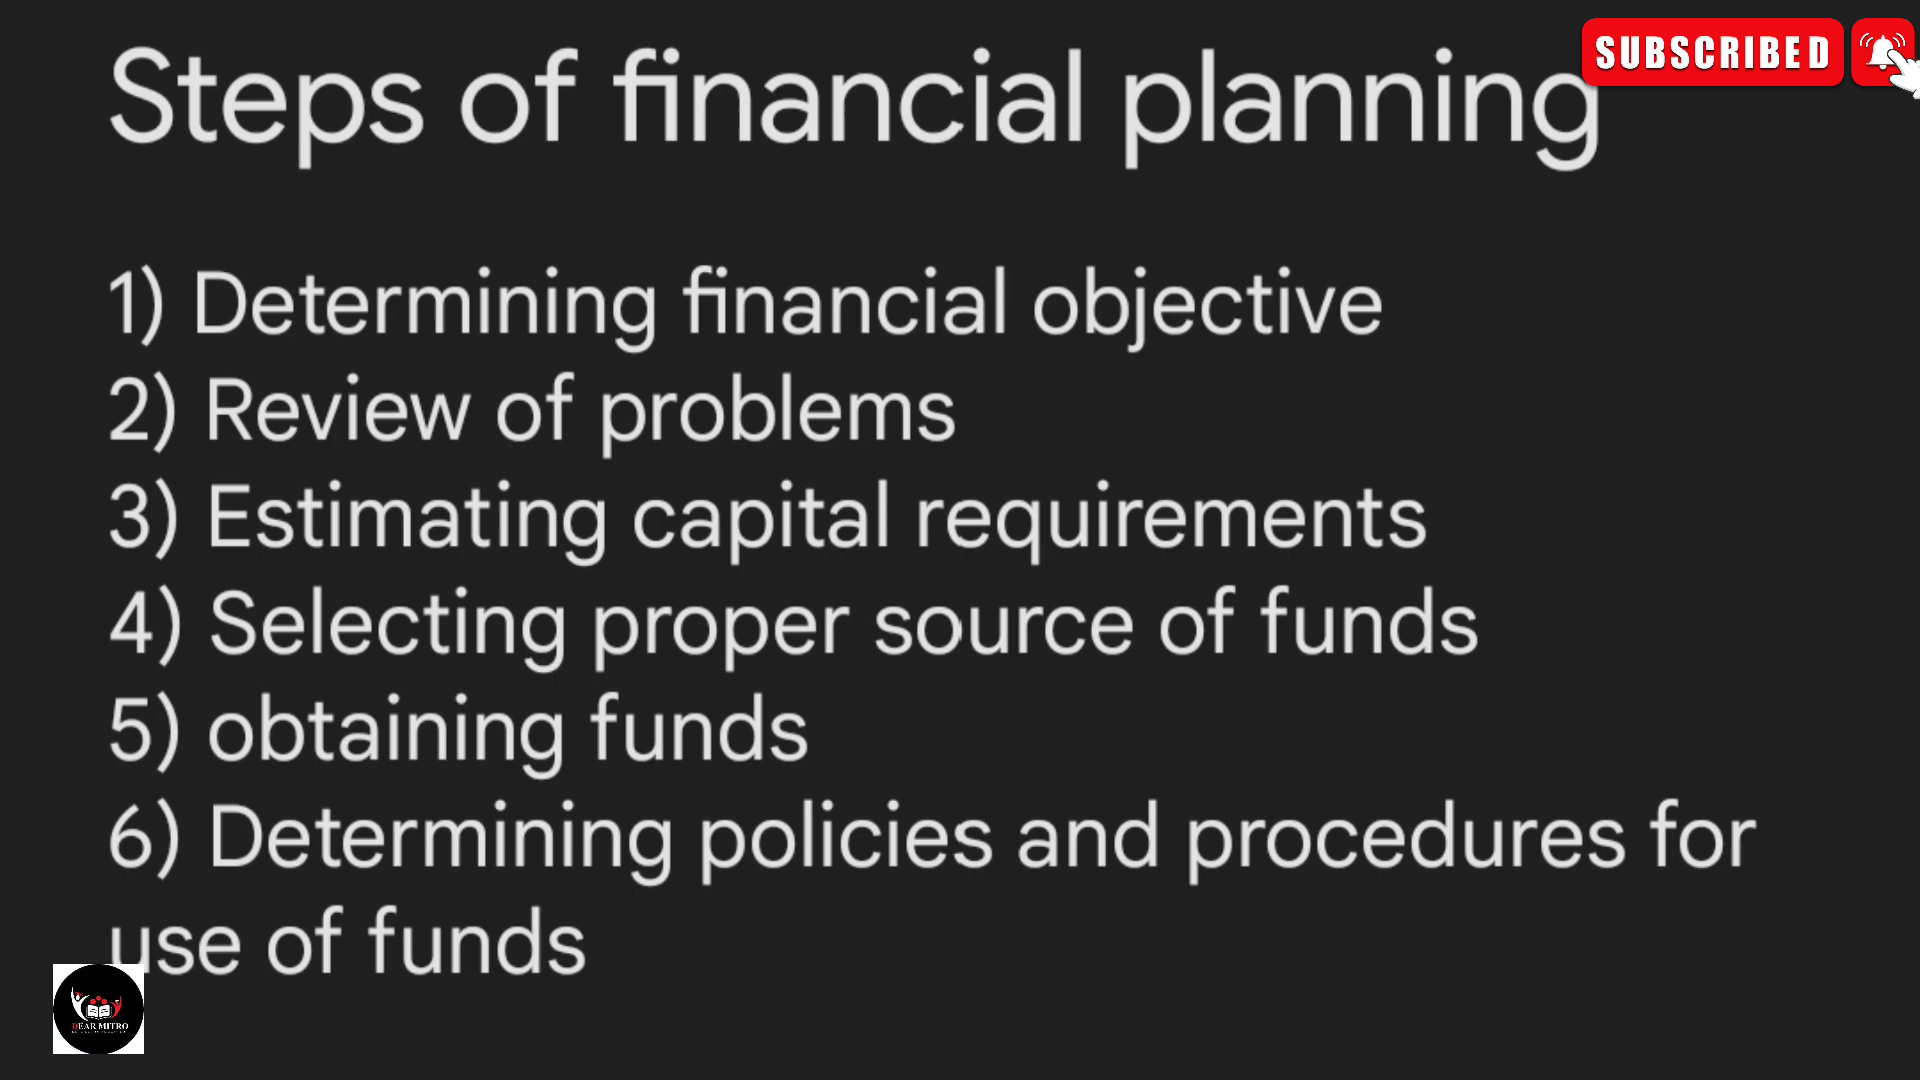 Steps of financial planning
SUBSCRIBED
1) Determining financial objective
2) Review of problems
3) Estimating capital requirements
4) Selecting proper source of funds
5) obtaining funds
6) Determining policies and procedures for
use of funds
DEAR MITRO